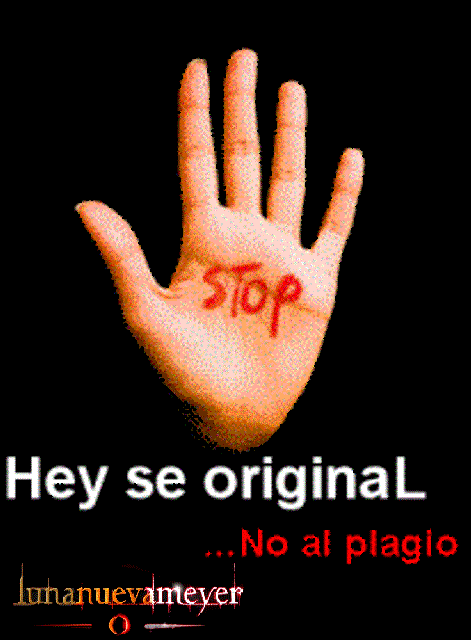 STOP
Hey se originaL
...No al plagio
lunanuevameyer